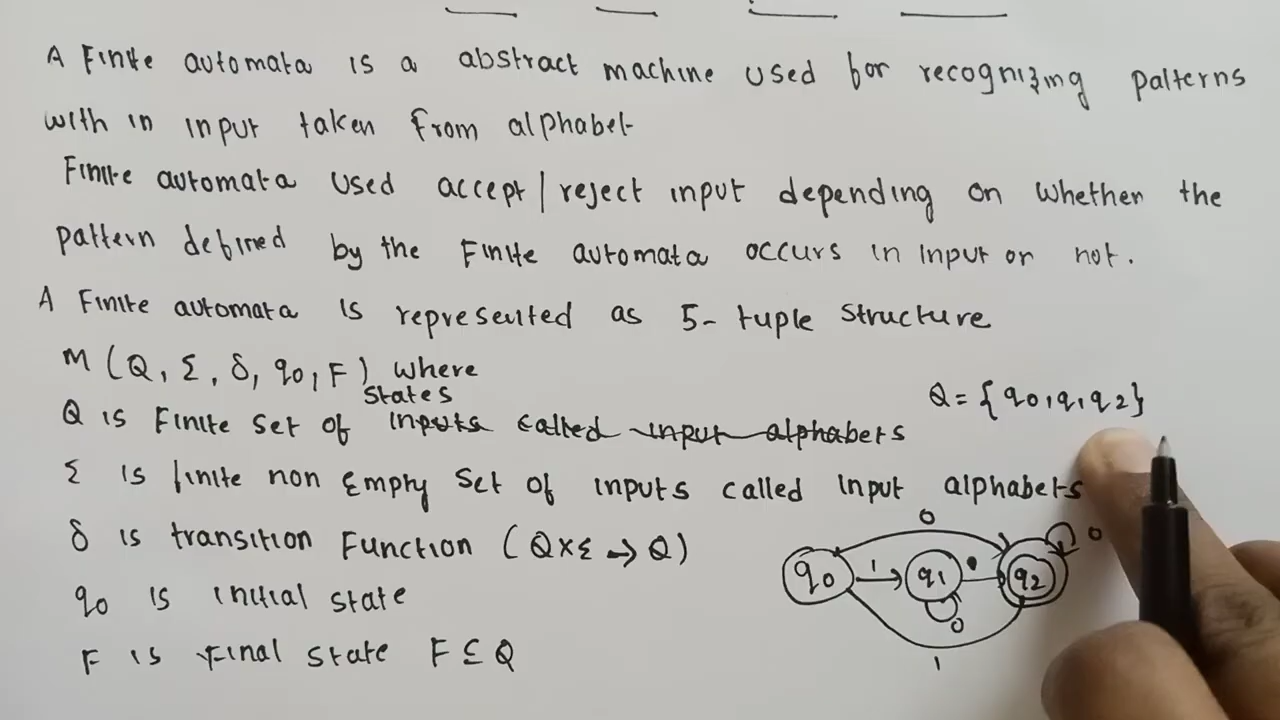 A Finite automata is a abstract machine used for recognizing patterns
with in input taken from alphabet
Finite automata used accept | reject input depending on whether the
pattern defined by the Finite automata occurs in input or not.
A Finite automata is represented as 5- tuple structure
M (Q, Σ, δ, q0, F) where
states
Q is Finite set of inputs called input alphabets
Q = {q0, q1 q2}
Σ is finite non Empty set of inputs called input alphabets
δ is transition Function (Q×Σ → Q)
q0 is initial state
F is Final state F ⊆ Q
0
0
q0 1 q1 q2
0
1